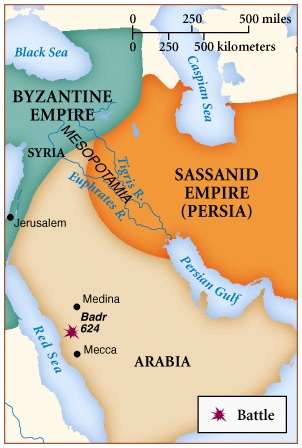 0 250 500 miles
0 250 500 kilometers
Black Sea
Caspian Sea
BYZANTINE
EMPIRE
MESOPOTAMIA
SYRIA
Tigris R.
Euphrates R.
SASSANID
EMPIRE
(PERSIA)
Jerusalem
Persian Gulf
Medina
Badr
624
Mecca
Red Sea
ARABIA
Battle